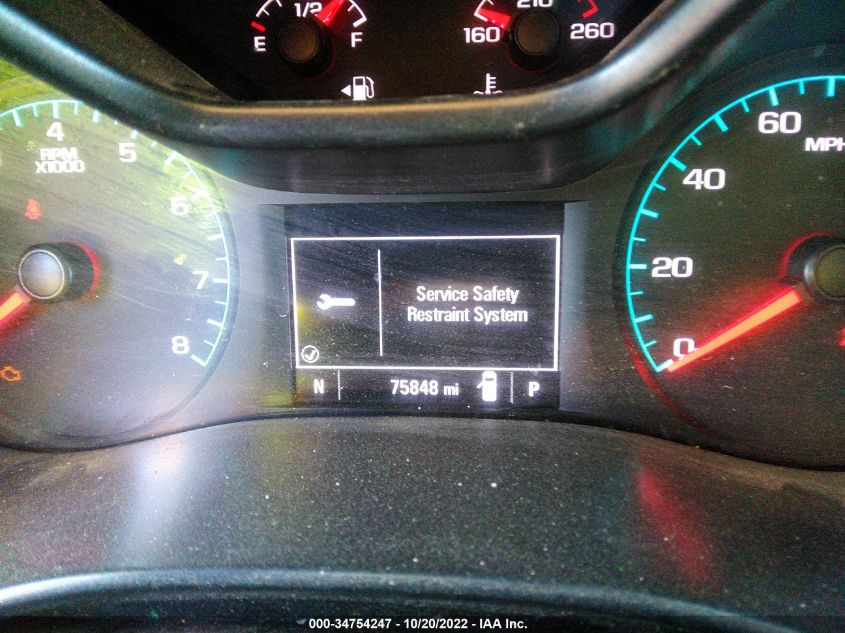 1/2
E
F
160
210
260
4
5
6
7
8
RPM
X1000
Service Safety
Restraint System
N
75848 mi
P
0
20
40
60
MPH
000-34754247 - 10/20/2022 - IAA Inc.